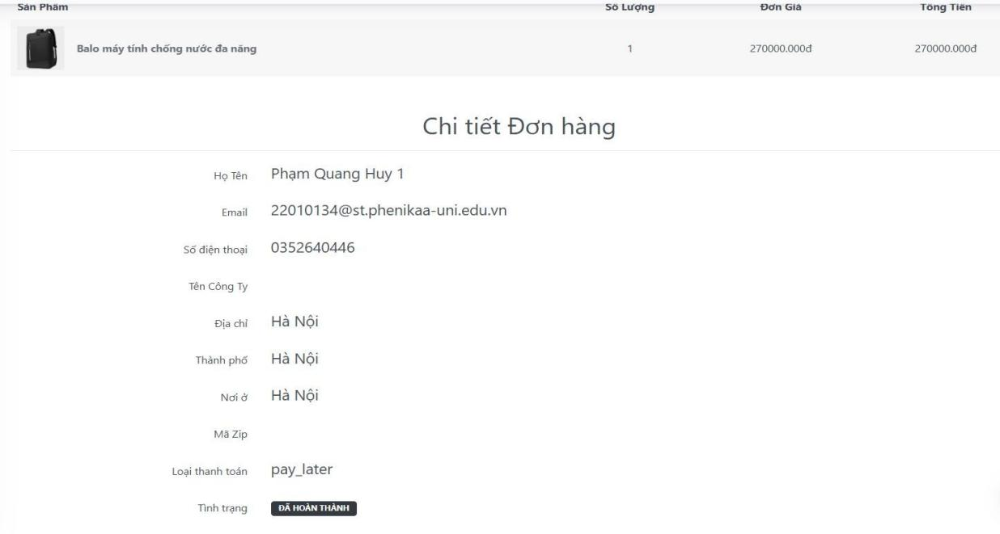 Sản Phẩm Số Lượng Đơn Giá Tổng Tiền
Balo máy tính chống nước đa năng 1 270000.000đ 270000.000đ
Chi tiết Đơn hàng
Họ Tên Phạm Quang Huy 1
Email 22010134@st.phenikaa-uni.edu.vn
Số điện thoại 0352640446
Tên Công Ty
Địa chỉ Hà Nội
Thành phố Hà Nội
Nơi ở Hà Nội
Mã Zip
Loại thanh toán pay_later
Tình trạng ĐÃ HOÀN THÀNH